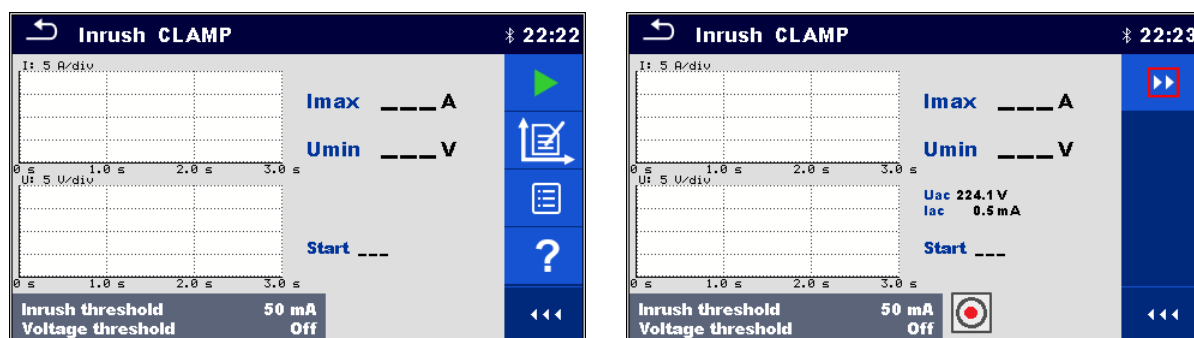 Inrush CLAMP 22:22
I: 5 A/div
Imax ___A
Umin ___V
0 s 1.0 s 2.0 s 3.0 s
U: 5 V/div
Start ___
?
0 s 1.0 s 2.0 s 3.0 s
Inrush threshold 50 mA
Voltage threshold Off
Inrush CLAMP 22:23
I: 5 A/div
Imax ___A
Umin ___V
0 s 1.0 s 2.0 s 3.0 s
U: 5 V/div
Uac 224.1 V
Iac 0.5 mA
Start ___
0 s 1.0 s 2.0 s 3.0 s
Inrush threshold 50 mA
Voltage threshold Off